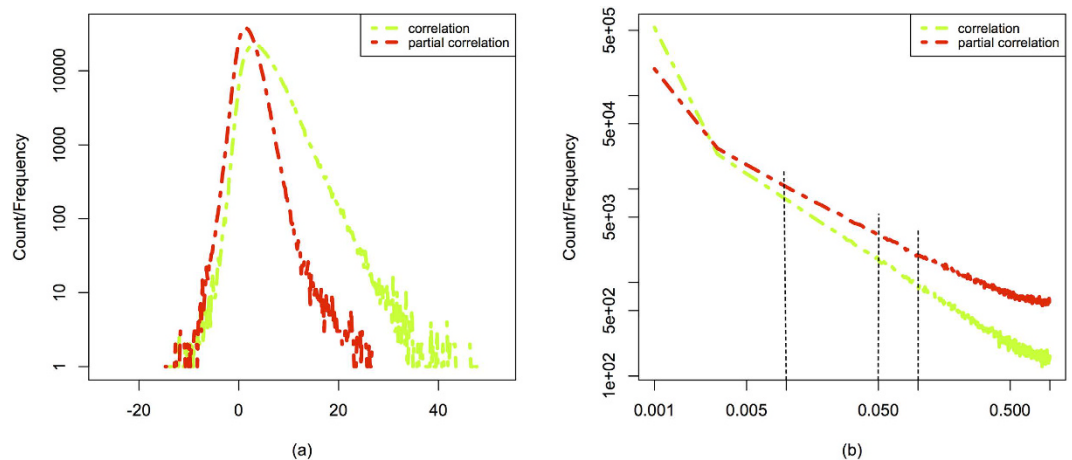 correlation
partial correlation
Count/Frequency
10000
1000
100
10
1
-20
0
20
40
(a)
correlation
partial correlation
Count/Frequency
5e+05
5e+04
5e+03
5e+02
1e+02
0.001
0.005
0.050
0.500
(b)